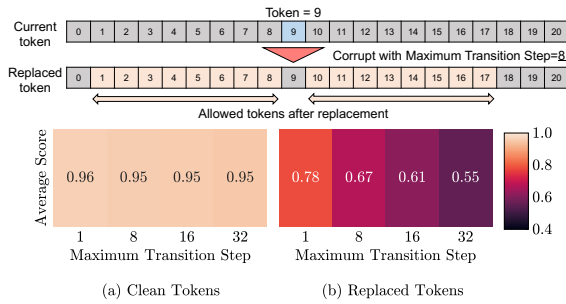 Token = 9
Current token 0 1 2 3 4 5 6 7 8 9 10 11 12 13 14 15 16 17 18 19 20
Corrupt with Maximum Transition Step=8
Replaced token 0 1 2 3 4 5 6 7 8 9 10 11 12 13 14 15 16 17 18 19 20
Allowed tokens after replacement
Average Score
0.96 0.95 0.95 0.95
0.78 0.67 0.61 0.55
1.0
0.8
0.6
0.4
1 8 16 32
1 8 16 32
Maximum Transition Step
Maximum Transition Step
(a) Clean Tokens
(b) Replaced Tokens